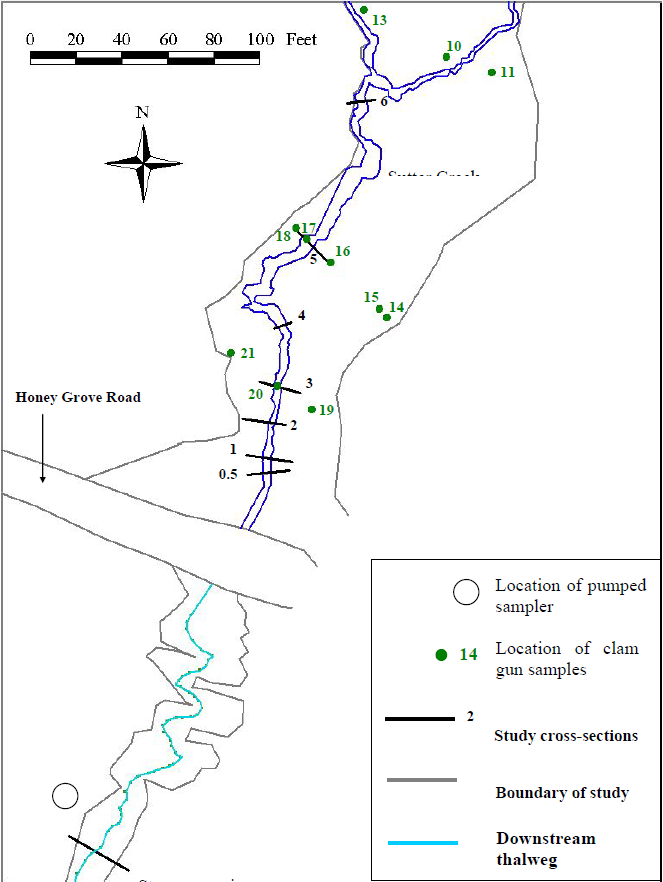 13
10
11
0 20 40 60 80 100 Feet
6
N
Sutter Creek
17
18
16
5
15
14
4
21
3
20
19
Honey Grove Road
2
1
0.5
Location of pumped
sampler
14 Location of clam
gun samples
2
Study cross-sections
Boundary of study
Downstream
thalweg